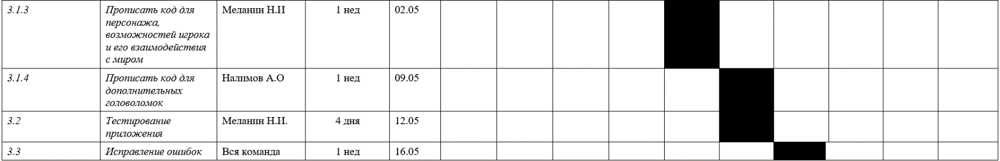 3.1.3 Прописать код для Меланин Н.И 1 нед 02.05
персонажа,
возможностей игрока
и его взаимодействия
с миром
3.1.4 Прописать код для Налимов А.О 1 нед 09.05
дополнительных
головоломок
3.2 Тестирование Меланин Н.И. 4 дня 12.05
приложения
3.3 Исправление ошибок Вся команда 1 нед 16.05